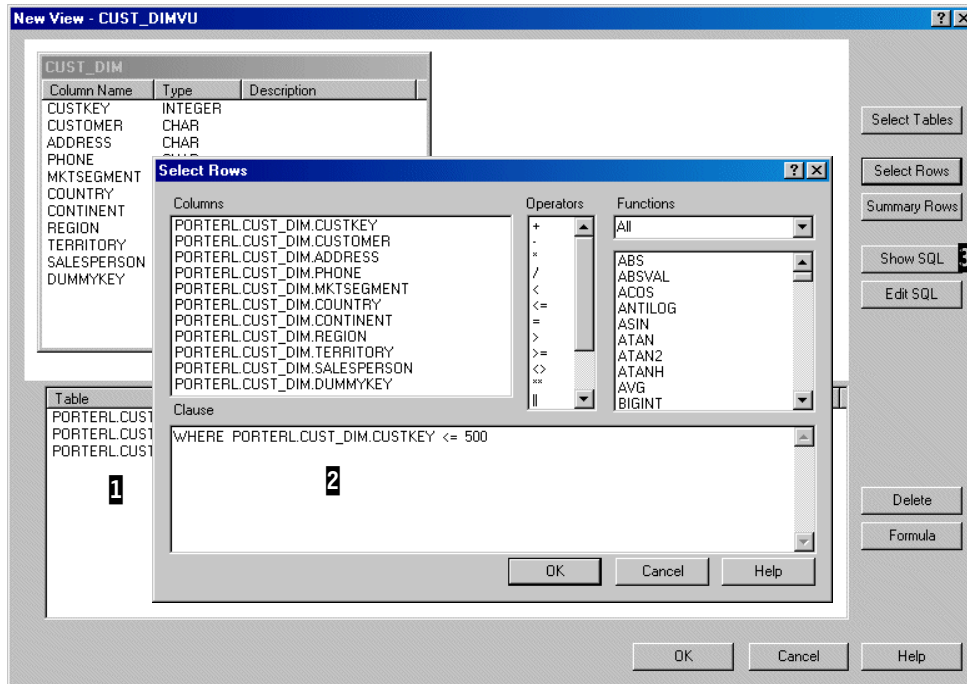 New View - CUST_DIMVU
CUST_DIM
Column Name Type Description
CUSTKEY INTEGER
CUSTOMER CHAR
ADDRESS CHAR
PHONE
MKTSEGMENT
COUNTRY
CONTINENT
REGION
TERRITORY
SALESPERSON
DUMMYKEY
Select Tables
Select Rows
Summary Rows
Show SQL 3
Edit SQL
Select Rows
Columns Operators Functions
PORTERL.CUST_DIM.CUSTKEY
PORTERL.CUST_DIM.CUSTOMER
PORTERL.CUST_DIM.ADDRESS
PORTERL.CUST_DIM.PHONE
PORTERL.CUST_DIM.MKTSEGMENT
PORTERL.CUST_DIM.COUNTRY
PORTERL.CUST_DIM.CONTINENT
PORTERL.CUST_DIM.REGION
PORTERL.CUST_DIM.TERRITORY
PORTERL.CUST_DIM.SALESPERSON
PORTERL.CUST_DIM.DUMMYKEY
+
-
*
/
<
<=
=
>
>=
<>
**
||
All
ABS
ABSVAL
ACOS
ANTILOG
ASIN
ATAN
ATAN2
ATANH
AVG
BIGINT
Clause
WHERE PORTERL.CUST_DIM.CUSTKEY <= 500
2
OK Cancel Help
Table
PORTERL.CUST
PORTERL.CUST
PORTERL.CUST
1
Delete
Formula
OK Cancel Help